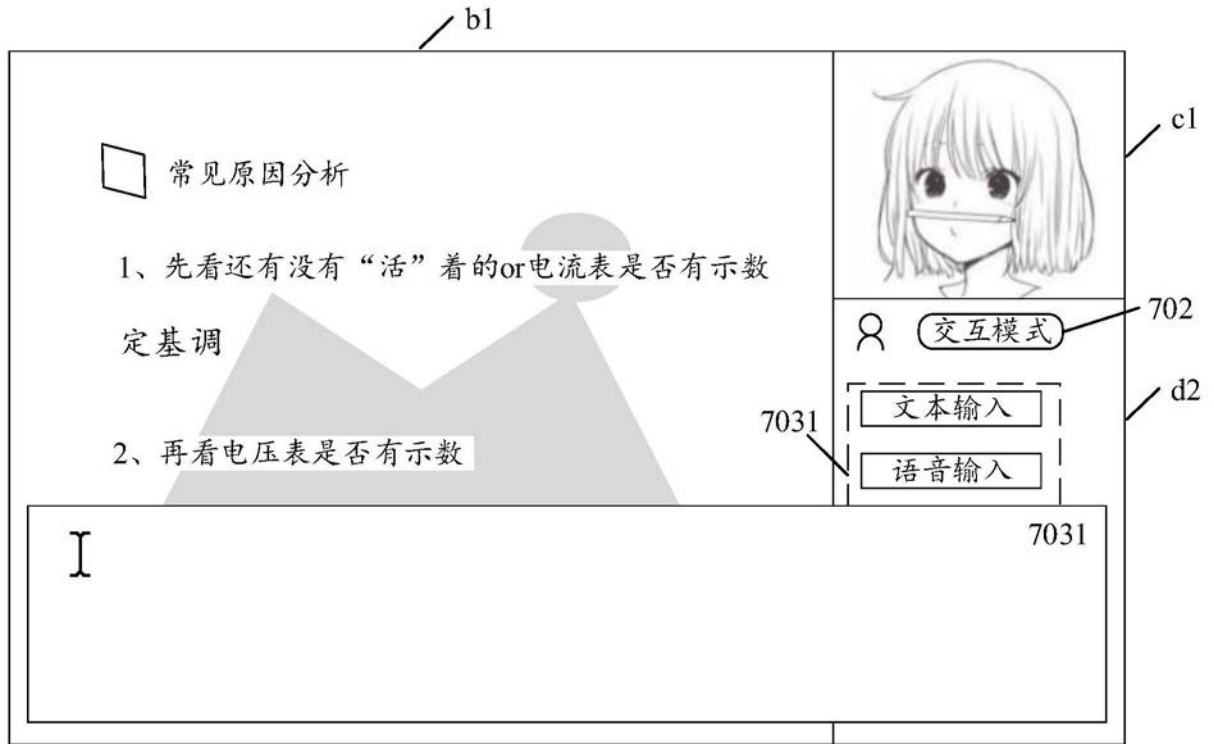 b1
常见原因分析
1、先看还有没有“活”着的or电流表是否有示数
定基调
2、再看电压表是否有示数
c1
702
交互模式
d2
7031
文本输入
语音输入
7031